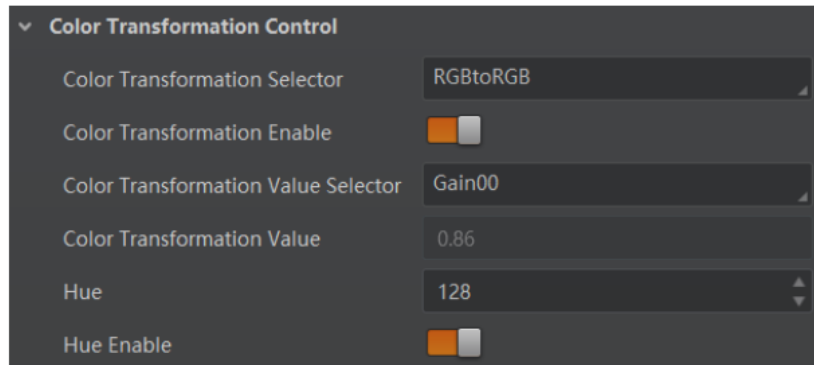 Color Transformation Control
Color Transformation Selector RGBtoRGB
Color Transformation Enable
Color Transformation Value Selector Gain00
Color Transformation Value 0.86
Hue 128
Hue Enable